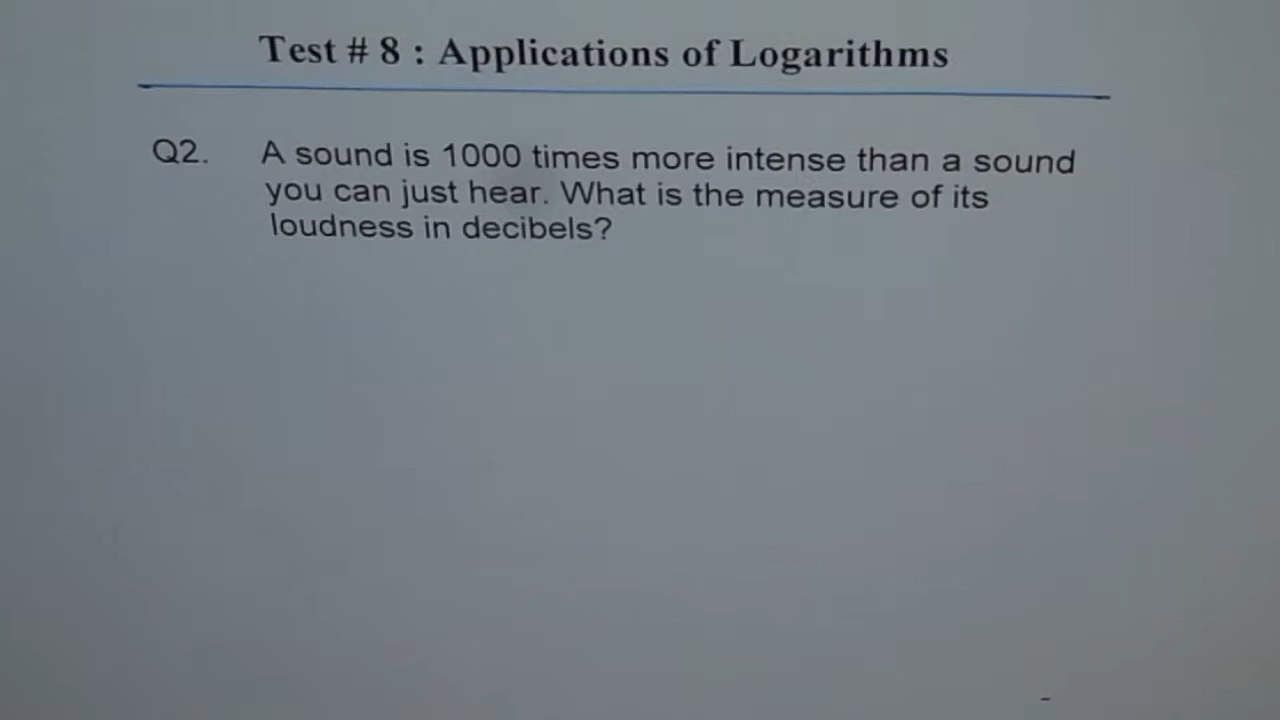 Test # 8 : Applications of Logarithms
Q2. A sound is 1000 times more intense than a sound
you can just hear. What is the measure of its
loudness in decibels?